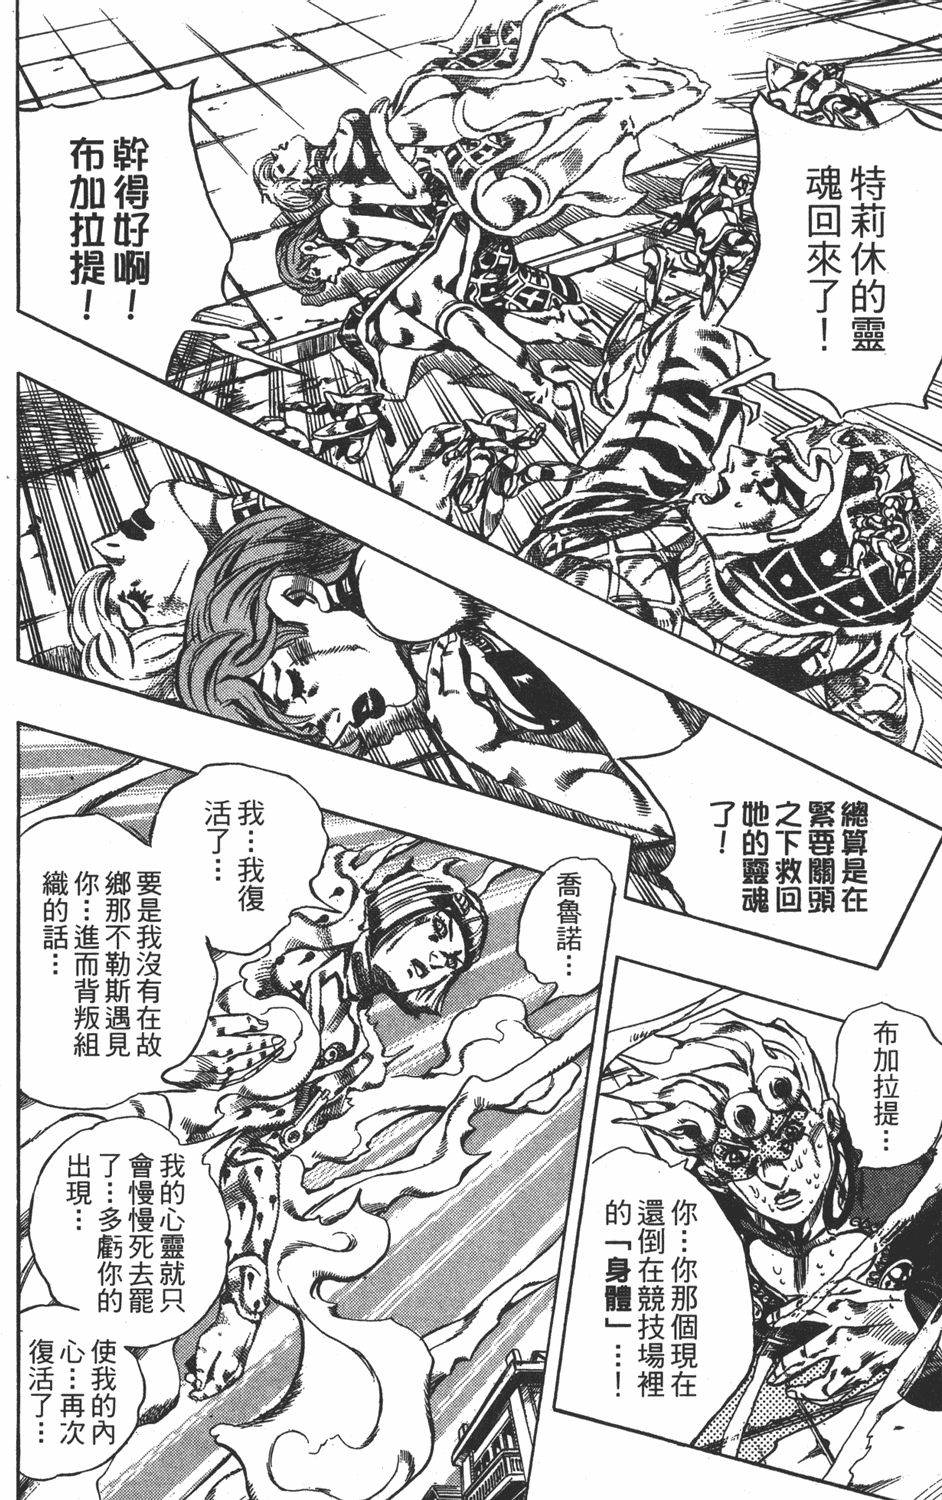 特莉休的靈
魂回來了！
幹得好啊！
布加拉提！
總算是在
緊要關頭
之下救回
她的靈魂
了！
布加拉提…
你…你那個現在
還倒在競技場裡
的「身體」…！
喬魯諾…
我…我復
活了…
要是我沒有在故
鄉那不勒斯遇見
你…進而背叛組
織的話…
我的心靈就只
會慢慢死去罷
了…多虧你的
出現…
使我的內
心…再次
復活了…